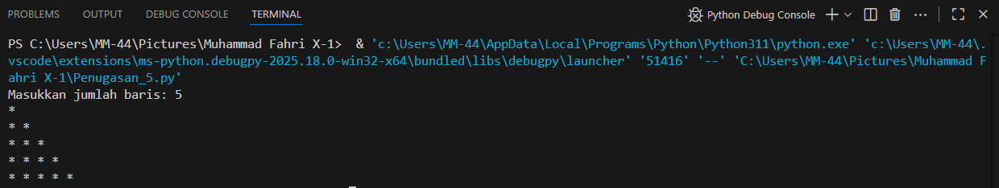 PROBLEMS OUTPUT DEBUG CONSOLE TERMINAL Python Debug Console
PS C:\Users\MM-44\Pictures\Muhammad Fahri X-1>  & 'c:\Users\MM-44\AppData\Local\Programs\Python\Python311\python.exe' 'c:\Users\MM-44\.
vscode\extensions\ms-python.debugpy-2025.18.0-win32-x64\bundled\libs\debugpy\launcher' '51416' '--' 'C:\Users\MM-44\Pictures\Muhammad F
ahri X-1\Penugasan_5.py'
Masukkan jumlah baris: 5
*
* *
* * *
* * * *
* * * * *